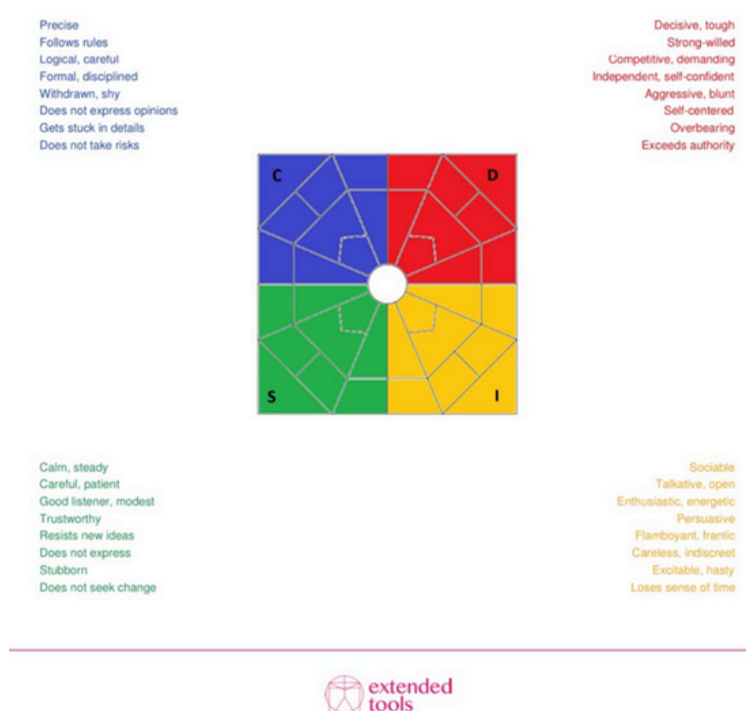 Precise
Follows rules
Logical, careful
Formal, disciplined
Withdrawn, shy
Does not express opinions
Gets stuck in details
Does not take risks
Decisive, tough
Strong-willed
Competitive, demanding
Independent, self-confident
Aggressive, blunt
Self-centered
Overbearing
Exceeds authority
C
D
S
I
Calm, steady
Careful, patient
Good listener, modest
Trustworthy
Resists new ideas
Does not express
Stubborn
Does not seek change
Sociable
Talkative, open
Enthusiastic, energetic
Persuasive
Flamboyant, frantic
Careless, indiscreet
Excitable, hasty
Loses sense of time
extended
tools